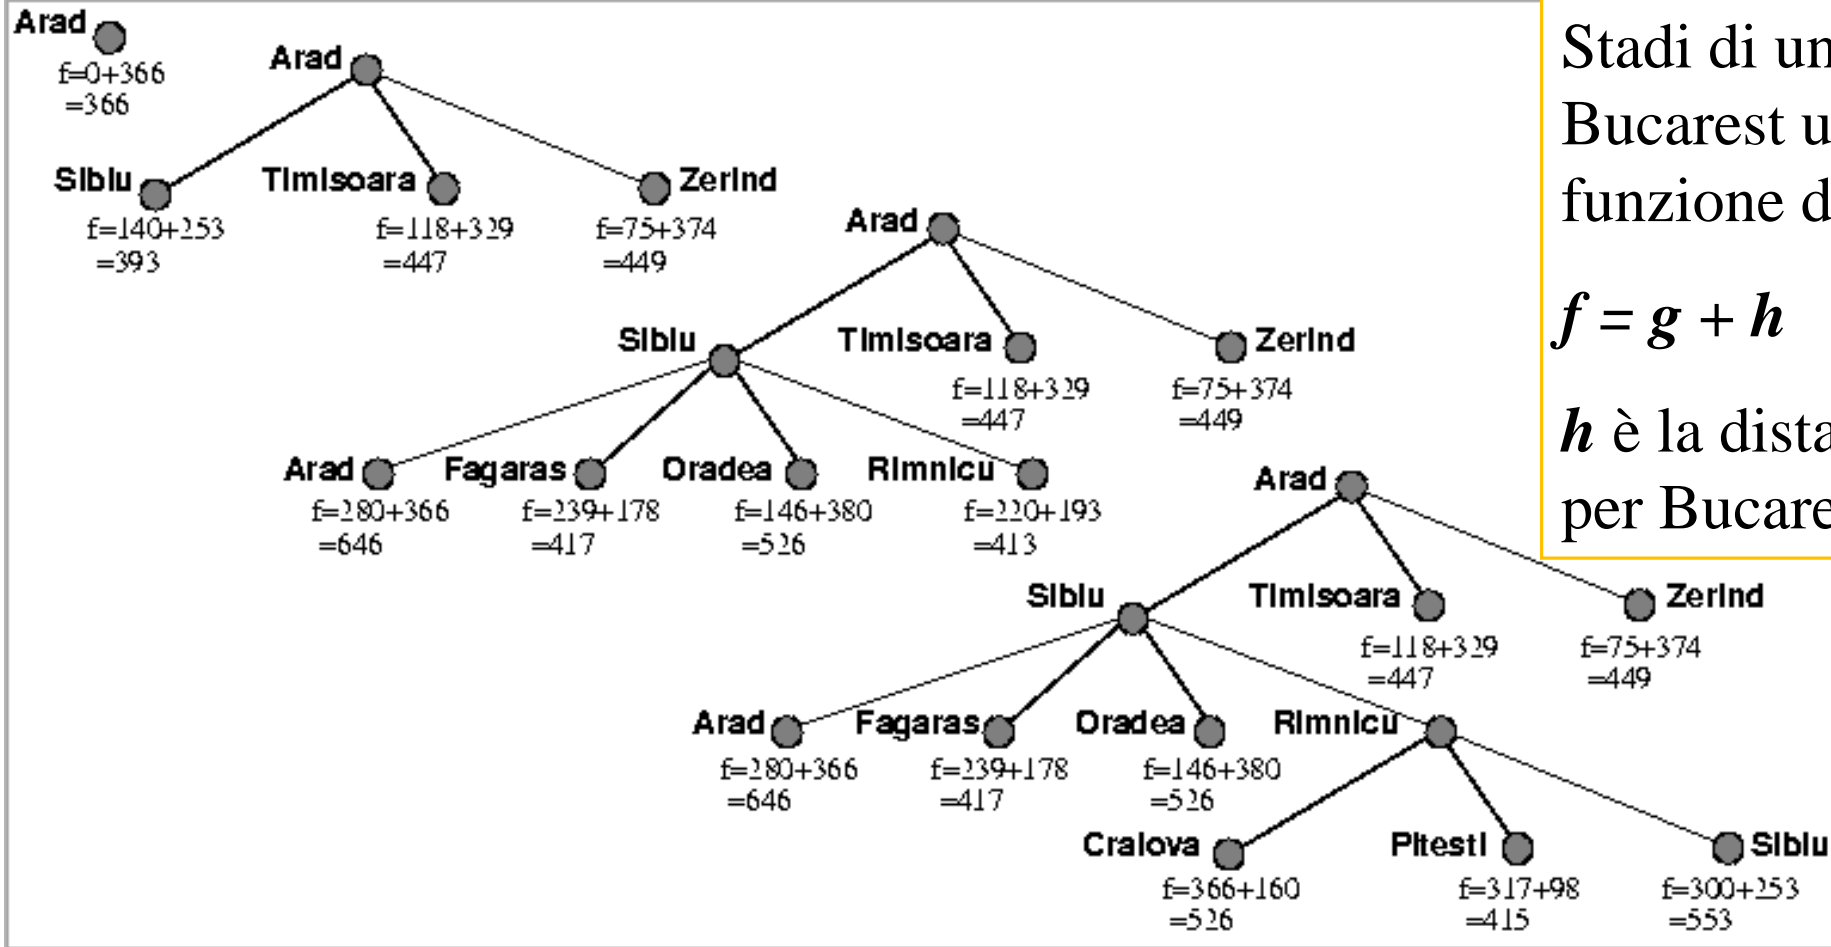 Arad
f=0+366
=366
Arad
Sibiu
f=140+253
=393
Timisoara
f=118+329
=447
Zerind
f=75+374
=449
Arad
Sibiu
Timisoara
f=118+329
=447
Zerind
f=75+374
=449
Arad
f=280+366
=646
Fagaras
f=239+178
=417
Oradea
f=146+380
=526
Rimnicu
f=220+193
=413
Arad
Sibiu
Timisoara
f=118+329
=447
Zerind
f=75+374
=449
Arad
f=280+366
=646
Fagaras
f=239+178
=417
Oradea
f=146+380
=526
Rimnicu
Craiova
f=366+160
=526
Pitesti
f=317+98
=415
Sibiu
f=300+253
=553
Stadi di
Bucarest
funzione
f = g + h
h è la
per